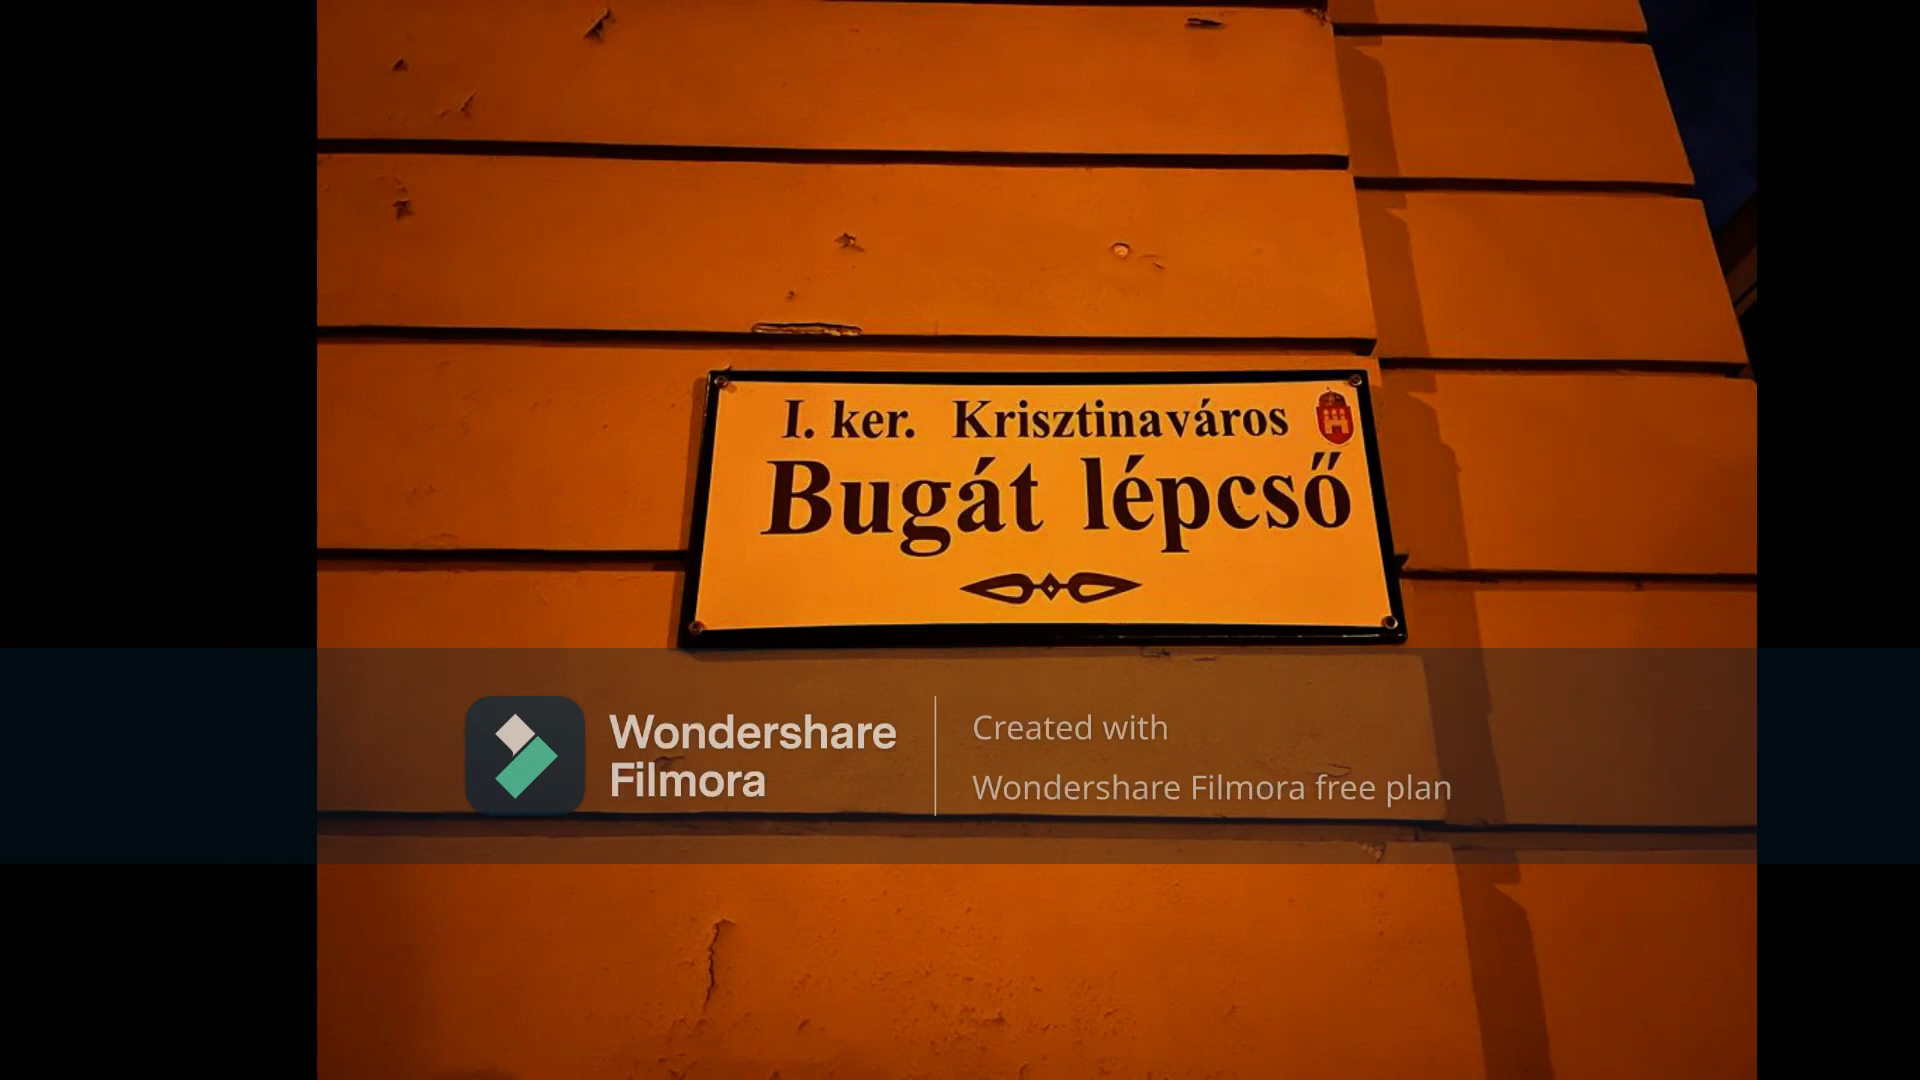 I. ker. Krisztinaváros
Bugát lépcső
Wondershare
Filmora
Created with
Wondershare Filmora free plan